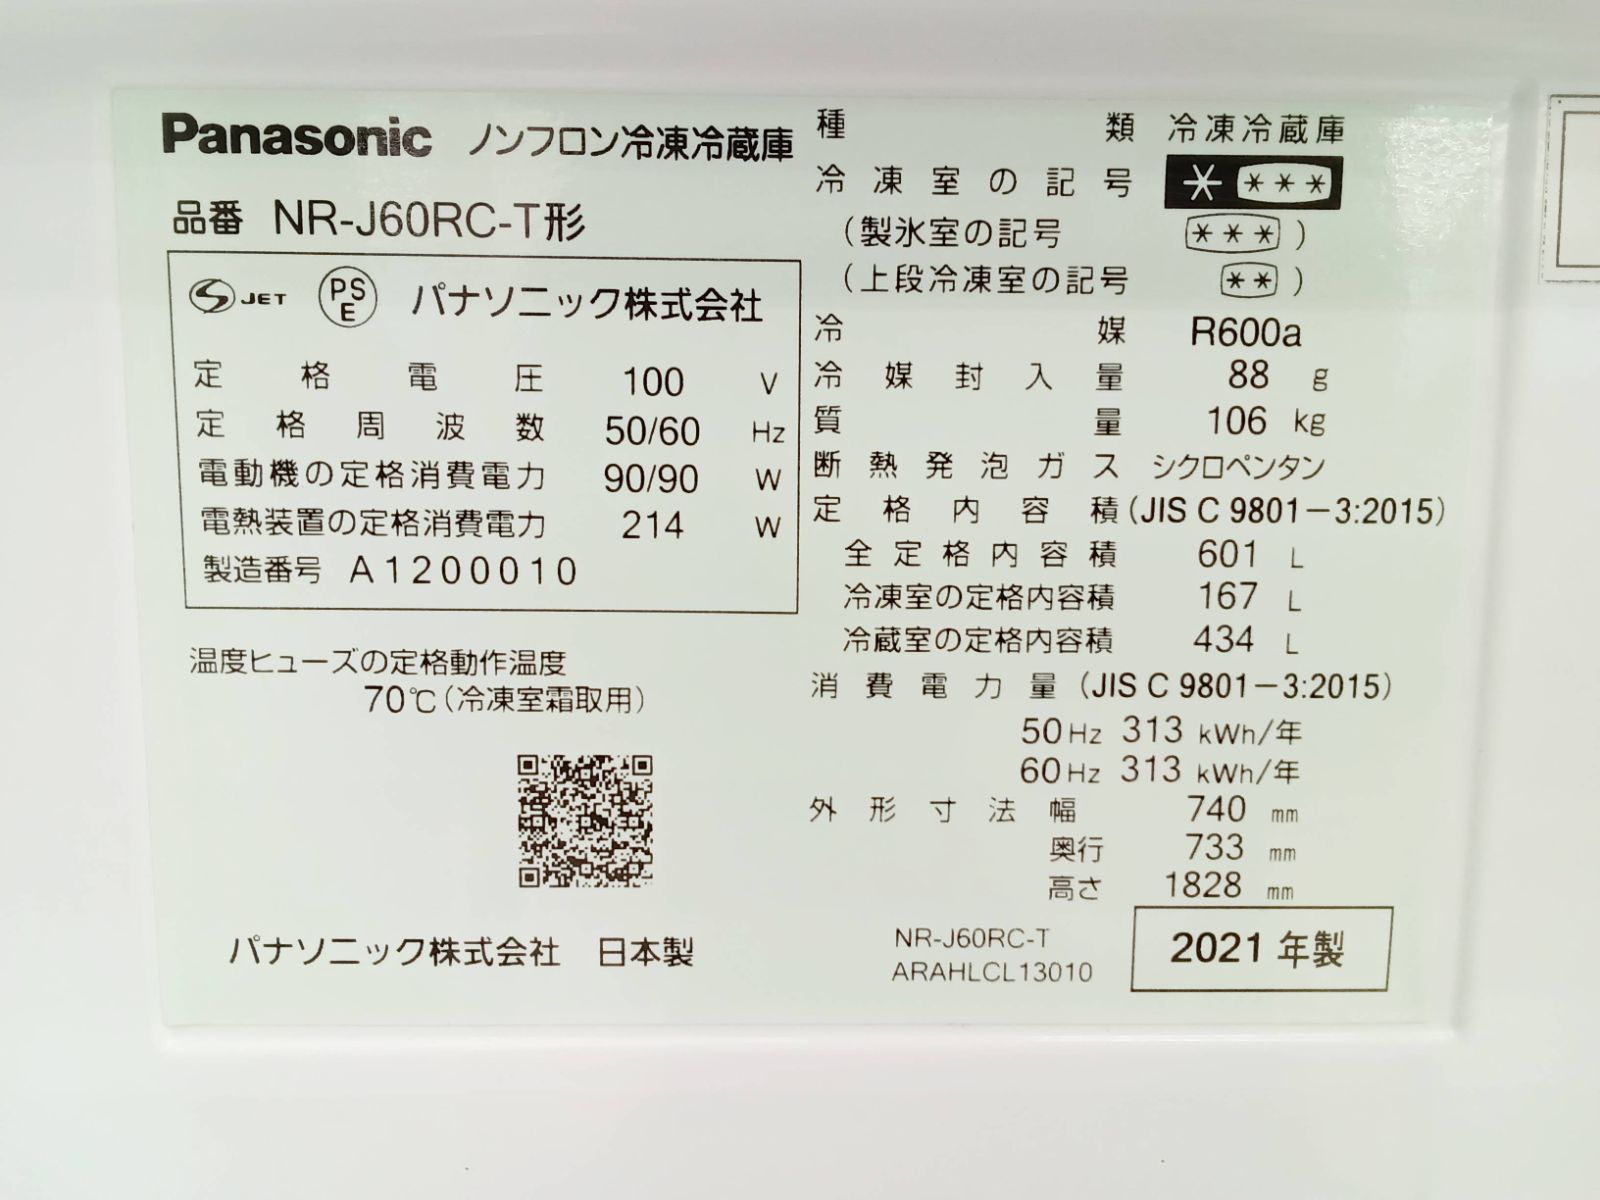 Panasonic ノンフロン冷凍冷蔵庫
品番 NR-J60RC-T形
JET PSE パナソニック株式会社
定格電圧 100 V
定格周波数 50/60 Hz
電動機の定格消費電力 90/90 W
電熱装置の定格消費電力 214 W
製造番号 A1200010
温度ヒューズの定格動作温度
70℃(冷凍室霜取用)
パナソニック株式会社 日本製
種類 冷凍冷蔵庫
冷凍室の記号 * ***
(製氷室の記号 ***)
(上段冷凍室の記号 **)
冷媒 R600a
冷媒封入量 88 g
質量 106 kg
断熱発泡ガス シクロペンタン
定格内容積(JIS C 9801-3:2015)
全定格内容積 601 L
冷凍室の定格内容積 167 L
冷蔵室の定格内容積 434 L
消費電力量(JIS C 9801-3:2015)
50Hz 313 kWh/年
60Hz 313 kWh/年
外形寸法幅 740 mm
奥行 733 mm
高さ 1828 mm
NR-J60RC-T
ARAHLCL13010
2021 年製